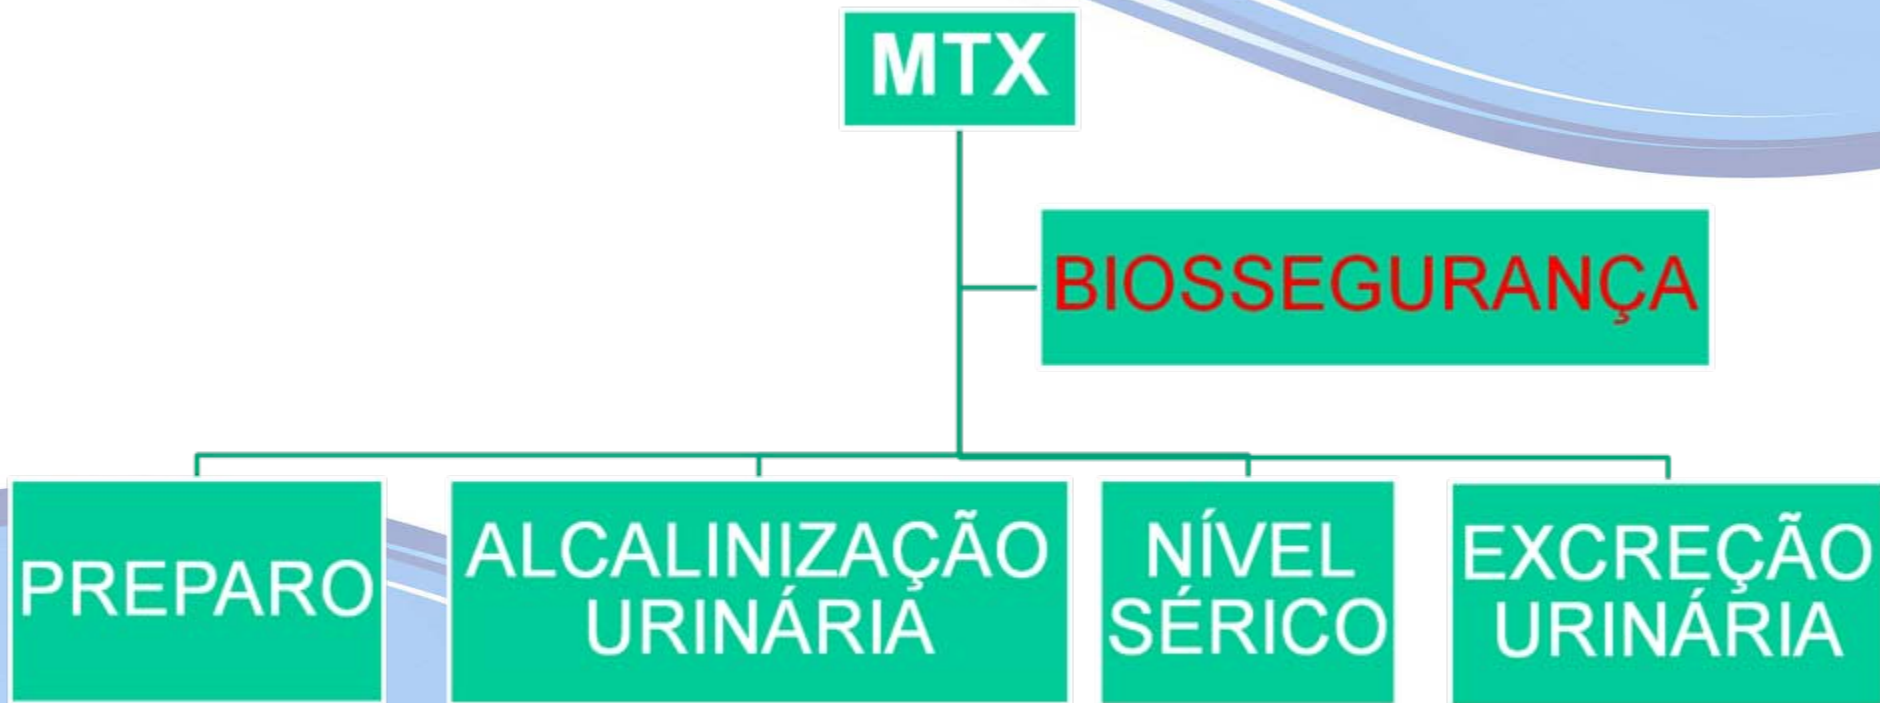 MTX
BIOSSEGURANÇA
PREPARO
ALCALINIZAÇÃO
URINÁRIA
NÍVEL
SÉRICO
EXCREÇÃO
URINÁRIA